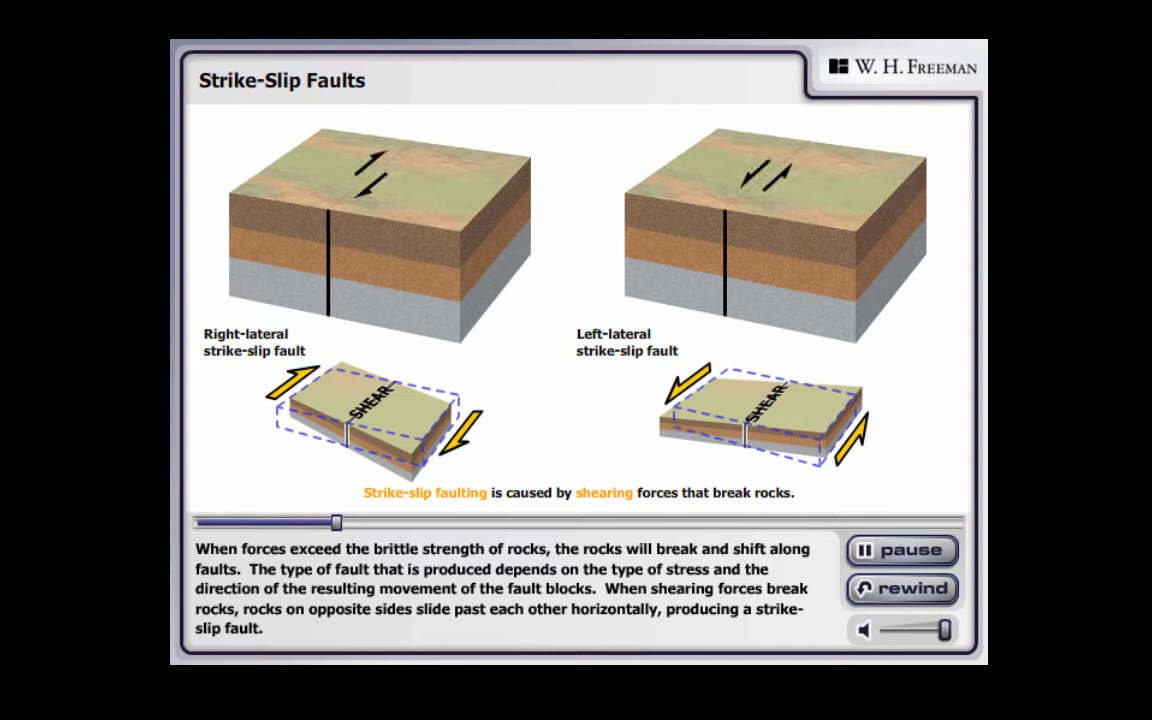 Strike-Slip Faults
W. H. FREEMAN
Right-lateral
strike-slip fault
Left-lateral
strike-slip fault
SHEAR
SHEAR
Strike-slip faulting is caused by shearing forces that break rocks.
When forces exceed the brittle strength of rocks, the rocks will break and shift along
faults. The type of fault that is produced depends on the type of stress and the
direction of the resulting movement of the fault blocks. When shearing forces break
rocks, rocks on opposite sides slide past each other horizontally, producing a strike-
slip fault.
pause
rewind